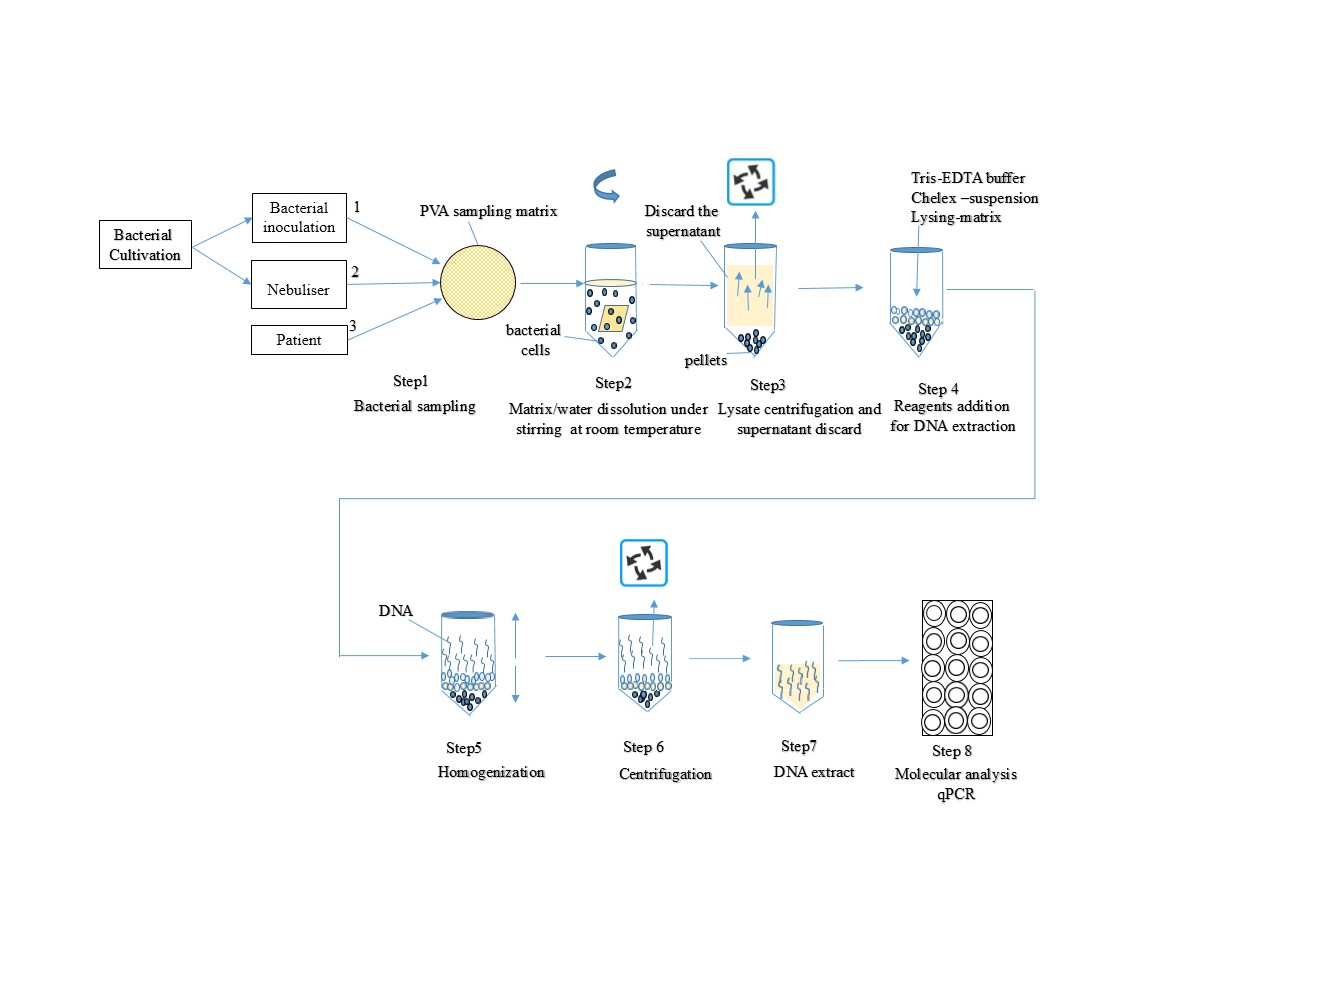 Bacterial
Cultivation
Bacterial
inoculation
1
Nebuliser
2
Patient
3
PVA sampling matrix
Step1
Bacterial sampling
bacterial
cells
Step2
Matrix/water dissolution under
stirring at room temperature
Discard the
supernatant
pellets
Step3
Lysate centrifugation and
supernatant discard
Tris-EDTA buffer
Chelex –suspension
Lysing-matrix
Step 4
Reagents addition
for DNA extraction
DNA
Step5
Homogenization
Step 6
Centrifugation
Step7
DNA extract
Step 8
Molecular analysis
qPCR